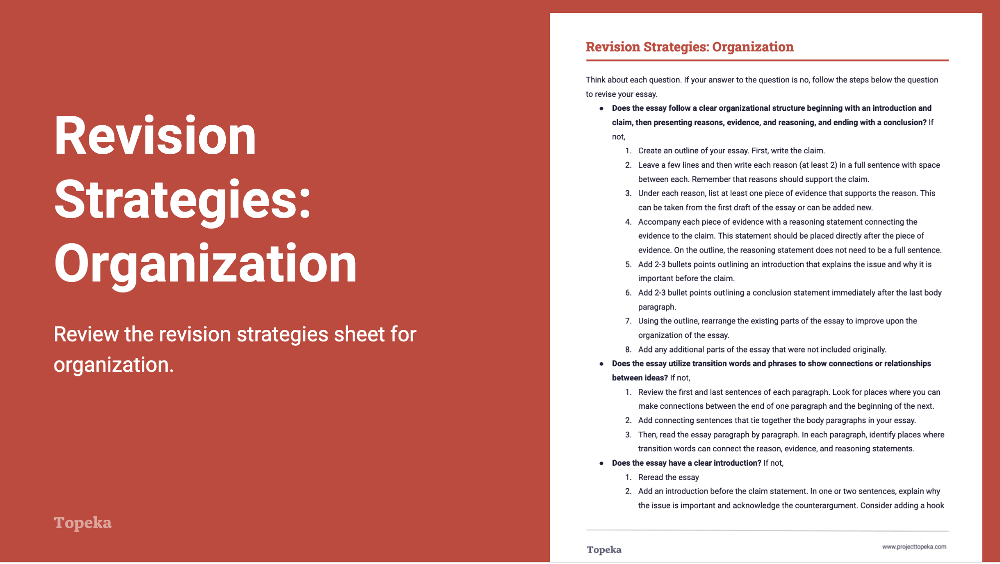 Revision
Strategies:
Organization
Review the revision strategies sheet for
organization.
Topeka
Revision Strategies: Organization
Think about each question. If your answer to the question is no, follow the steps below the question
to revise your essay.
● Does the essay follow a clear organizational structure beginning with an introduction and
claim, then presenting reasons, evidence, and reasoning, and ending with a conclusion? If
not,
1. Create an outline of your essay. First, write the claim.
2. Leave a few lines and then write each reason (at least 2) in a full sentence with space
between each. Remember that reasons should support the claim.
3. Under each reason, list at least one piece of evidence that supports the reason. This
can be taken from the first draft of the essay or can be added new.
4. Accompany each piece of evidence with a reasoning statement connecting the
evidence to the claim. This statement should be placed directly after the piece of
evidence. On the outline, the reasoning statement does not need to be a full sentence.
5. Add 2-3 bullets points outlining an introduction that explains the issue and why it is
important before the claim.
6. Add 2-3 bullet points outlining a conclusion statement immediately after the last body
paragraph.
7. Using the outline, rearrange the existing parts of the essay to improve upon the
organization of the essay.
8. Add any additional parts of the essay that were not included originally.
● Does the essay utilize transition words and phrases to show connections or relationships
between ideas? If not,
1. Review the first and last sentences of each paragraph. Look for places where you can
make connections between the end of one paragraph and the beginning of the next.
2. Add connecting sentences that tie together the body paragraphs in your essay.
3. Then, read the essay paragraph by paragraph. In each paragraph, identify places where
transition words can connect the reason, evidence, and reasoning statements.
● Does the essay have a clear introduction? If not,
1. Reread the essay
2. Add an introduction before the claim statement. In one or two sentences, explain why
the issue is important and acknowledge the counterargument. Consider adding a hook
Topeka
www.projecttopeka.com